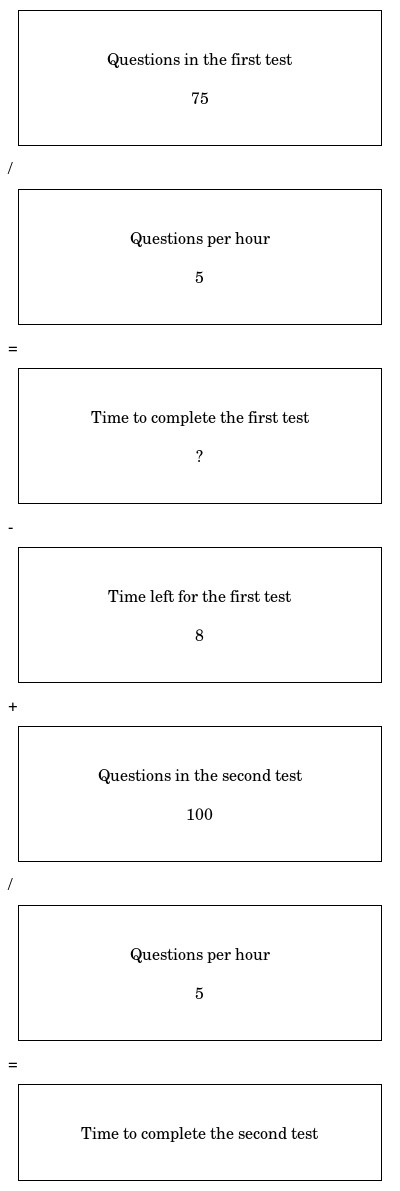 Questions in the first test
75
/
Questions per hour
5
=
Time to complete the first test
?
-
Time left for the first test
8
+
Questions in the second test
100
/
Questions per hour
5
=
Time to complete the second test